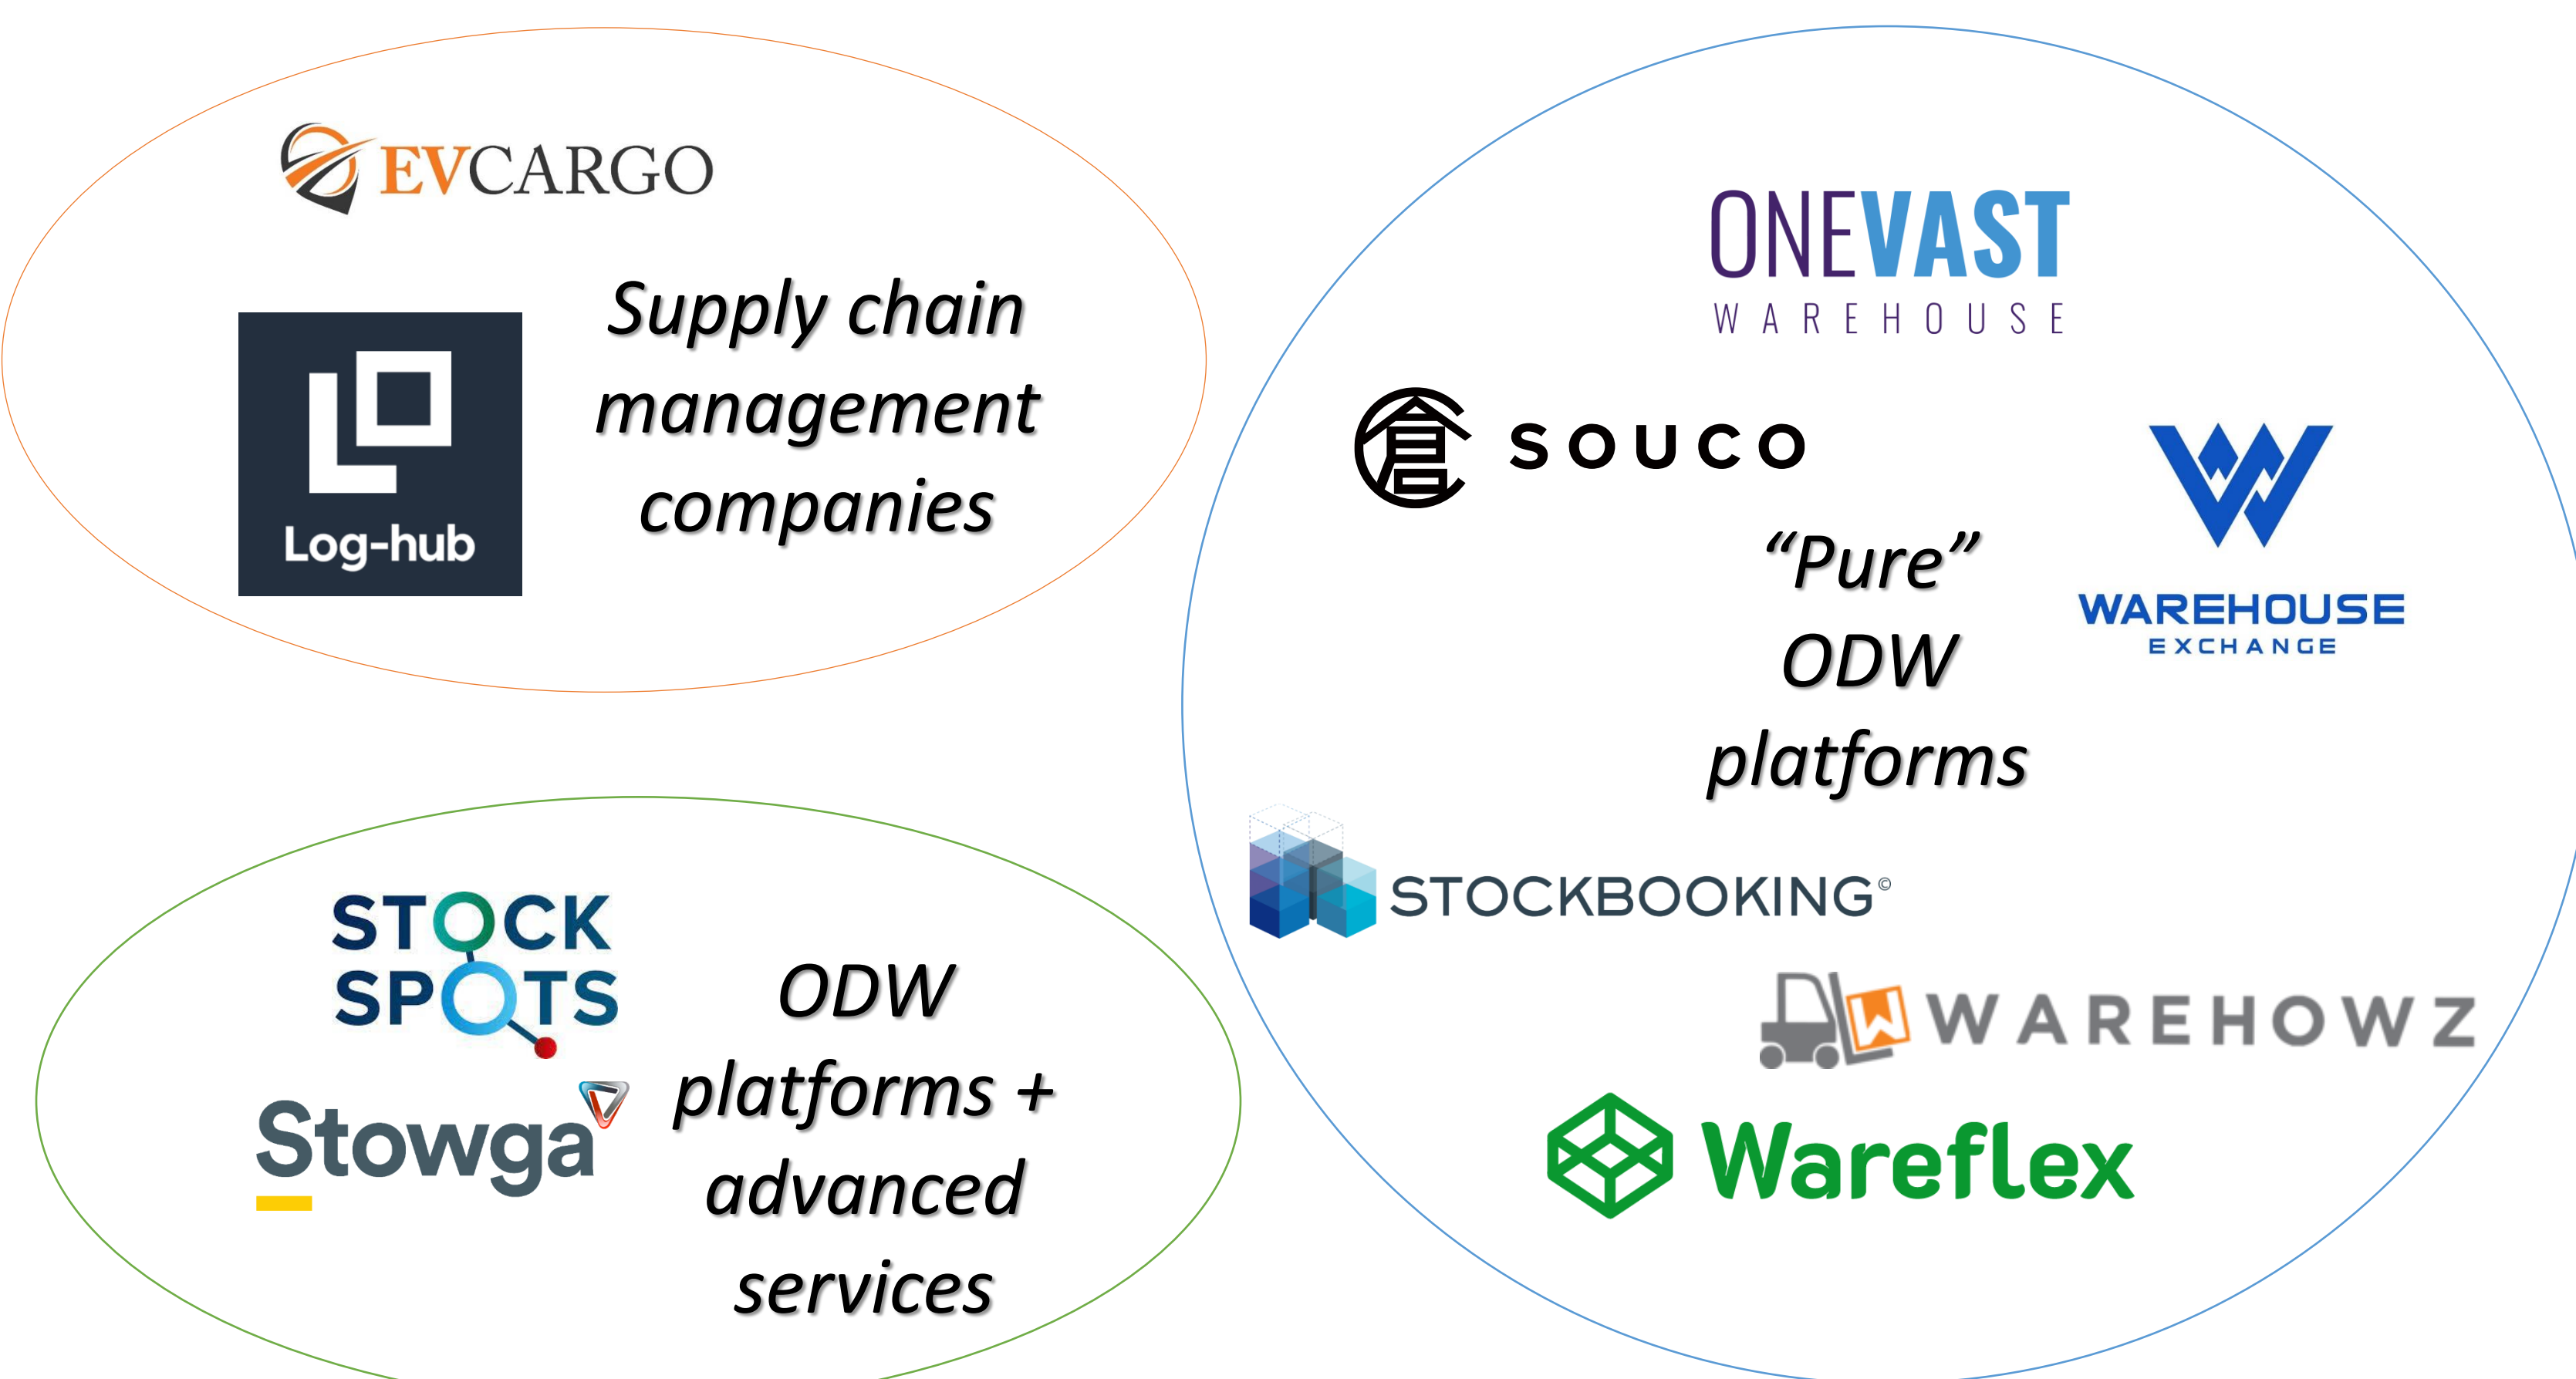 EVCARGO
Supply chain
management
companies
Log-hub
ONEVAST
WAREHOUSE
倉 SOUCO
WAREHOUSE
EXCHANGE
“Pure”
ODW
platforms
STOCKBOOKING©
WAREHOWZ
Wareflex
STOCK
SPOTS
Stowga
ODW
platforms +
advanced
services